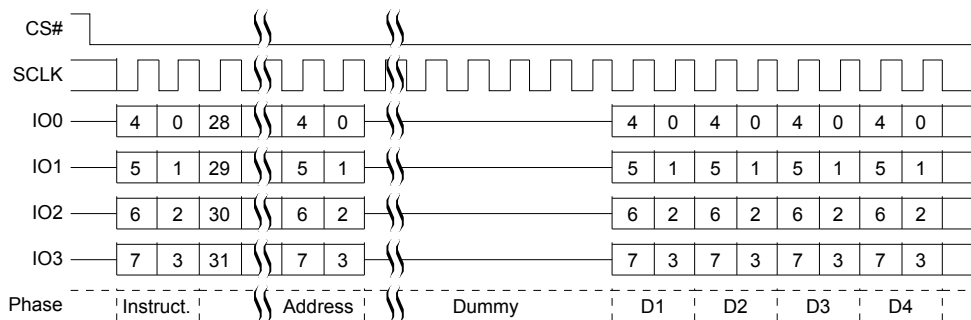 CS#
SCLK
IO0 4 0 28 4 0 4 0 4 0 4 0 4 0
IO1 5 1 29 5 1 5 1 5 1 5 1 5 1
IO2 6 2 30 6 2 6 2 6 2 6 2 6 2
IO3 7 3 31 7 3 7 3 7 3 7 3 7 3
Phase Instruct. Address Dummy D1 D2 D3 D4